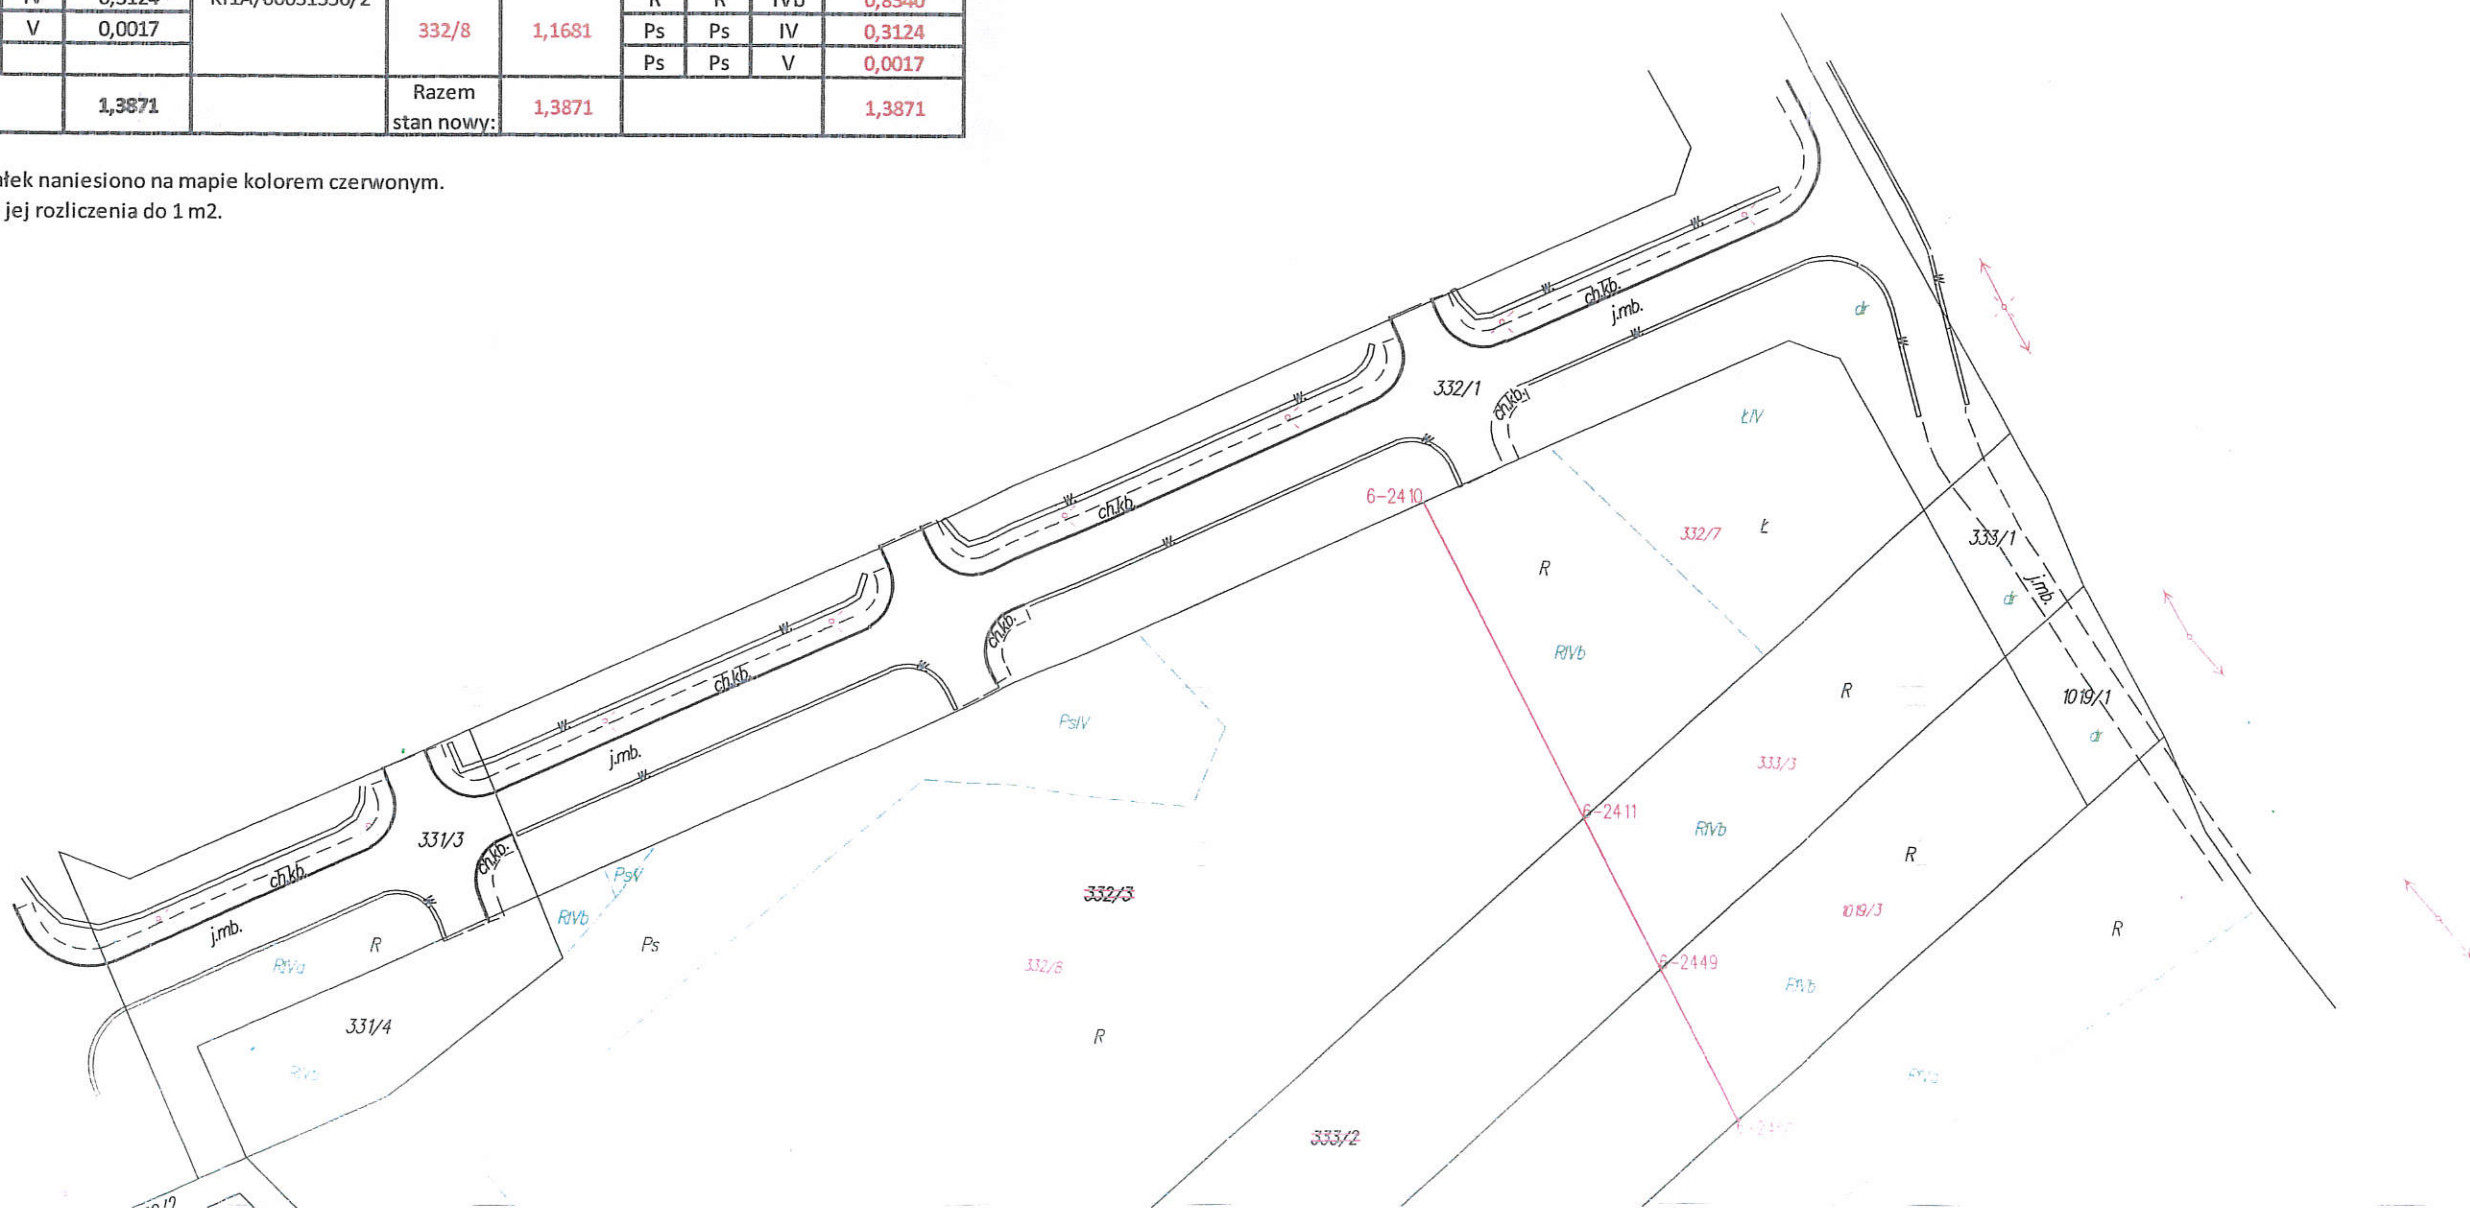 V 0,0017 332/8 1,1681 Ps Ps IV 0,3124
Ps Ps V 0,0017
1,3871 Razem stan nowy: 1,3871 1,3871
naniesiono na mapie kolorem czerwonym.
jej rozliczenia do 1 m2.
w.
w.
ch.kb.
j.mb.
w.
w.
w.
dr
w.
332/1
ch.kb.
ŁIV
w.
w.
6-2410
ch.kb.
w.
332/7
Ł
333/1
R
j.mb.
dr
w.
ch.kb.
w.
ch.kb.
RIVb
R
1019/1
PsIV
w.
dr
j.mb.
w.
333/3
6-2411
RIVb
331/3
ch.kb.
R
ch.kb.
PsV
332/3
w.
1019/3
RIVb
R
j.mb.
R
Ps
RIVa
332/8
6-2449
RIVb
331/4
R
333/2